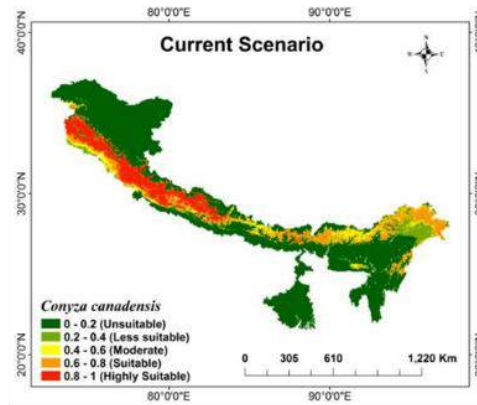 80°0'0"E 90°0'0"E
Current Scenario
N
W E
S
40°0'0"N
30°0'0"N
20°0'0"N
Conyza canadensis
0 - 0.2 (Unsuitable)
0.2 - 0.4 (Less suitable)
0.4 - 0.6 (Moderate)
0.6 - 0.8 (Suitable)
0.8 - 1 (Highly Suitable)
0 305 610 1,220 Km
80°0'0"E 90°0'0"E